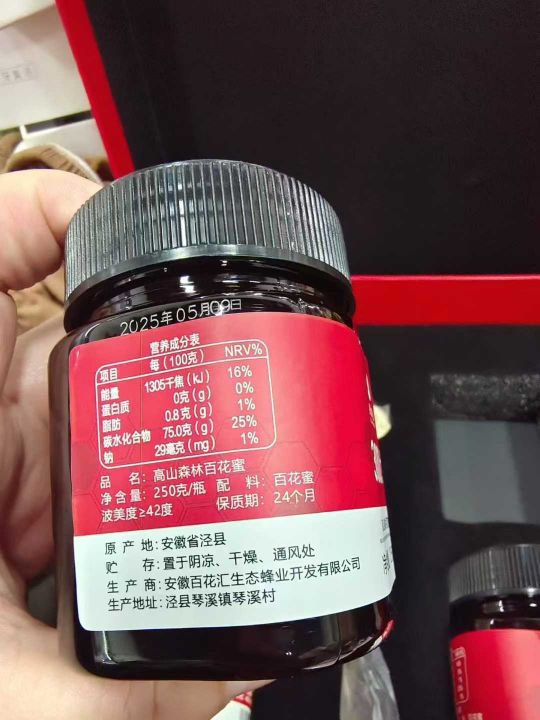 2025年05月09日
营养成分表
项目 每（100克） NRV%
能量 1305千焦（kJ） 16%
蛋白质 0克（g） 0%
脂肪 0.8克（g） 1%
碳水化合物 75.0克（g） 25%
钠 29毫克（mg） 1%
品 名：高山森林百花蜜
净含量：250克/瓶 配 料：百花蜜
波美度≥42度 保质期：24个月
原产地：安徽省泾县
贮 存：置于阴凉、干燥、通风处
生产商：安徽百花汇生态蜂业开发有限公司
生产地址：泾县琴溪镇琴溪村